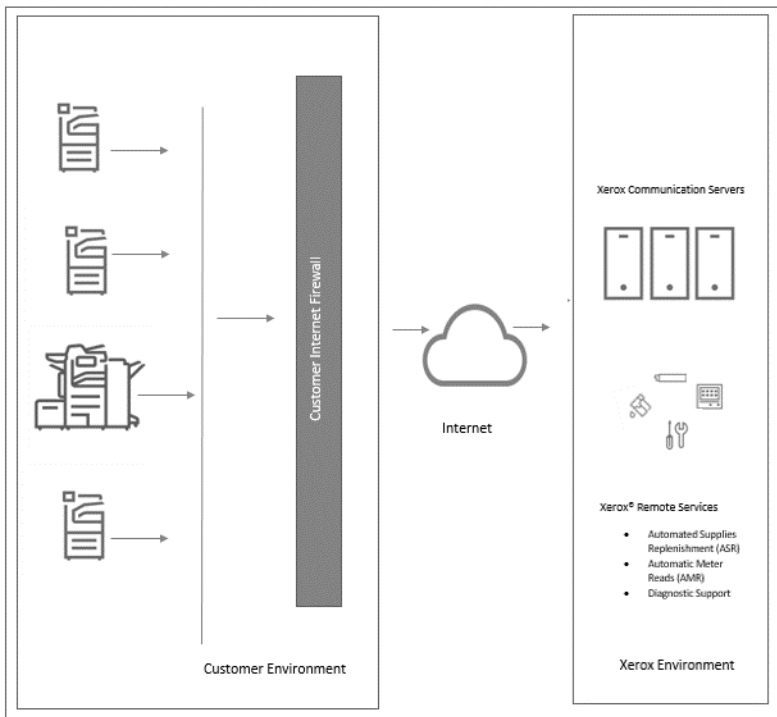 Customer Internet Firewall
Customer Environment
Internet
Xerox Communication Servers
Xerox® Remote Services
• Automated Supplies
Replenishment (ASR)
• Automatic Meter
Reads (AMR)
• Diagnostic Support
Xerox Environment